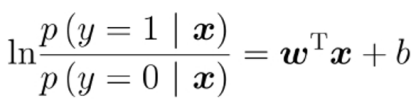 ln p(y = 1 | x) / p(y = 0 | x) = wᵀx + b